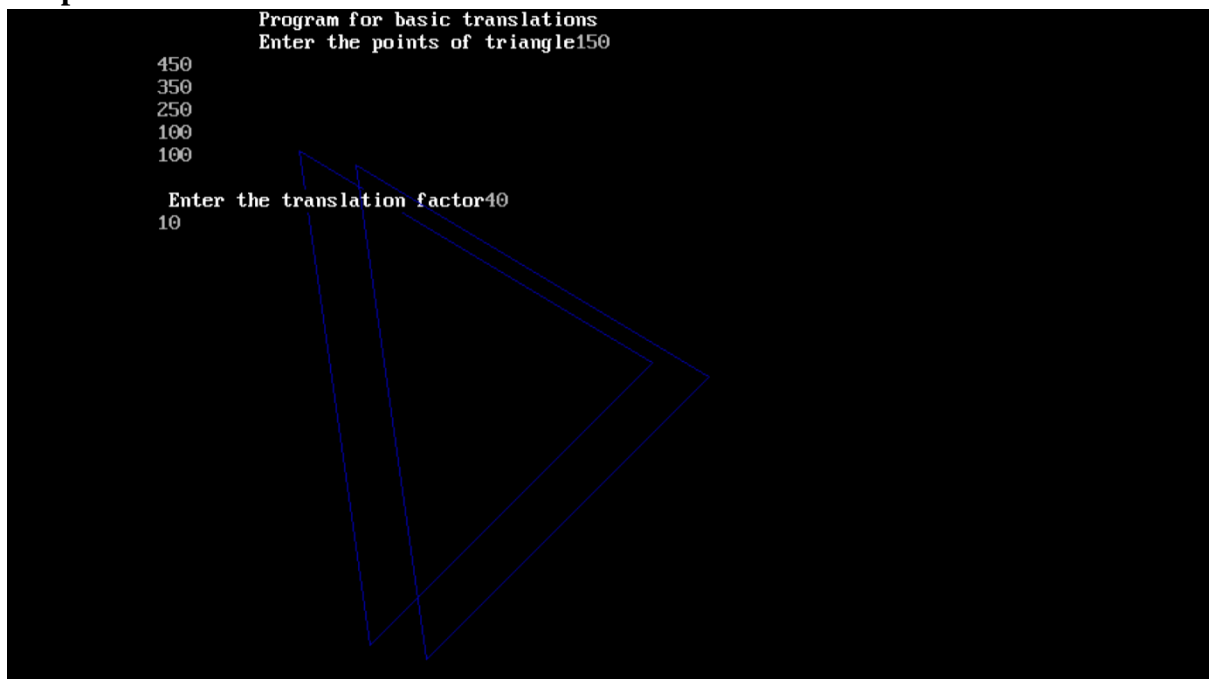 Program for basic translations
Enter the points of triangle150
450
350
250
100
100
Enter the translation factor40
10